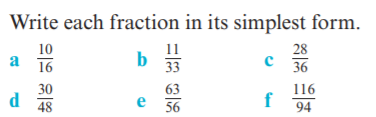 Write each fraction in its simplest form.
a 10/16 b 11/33 c 28/36
d 30/48 e 63/56 f 116/94